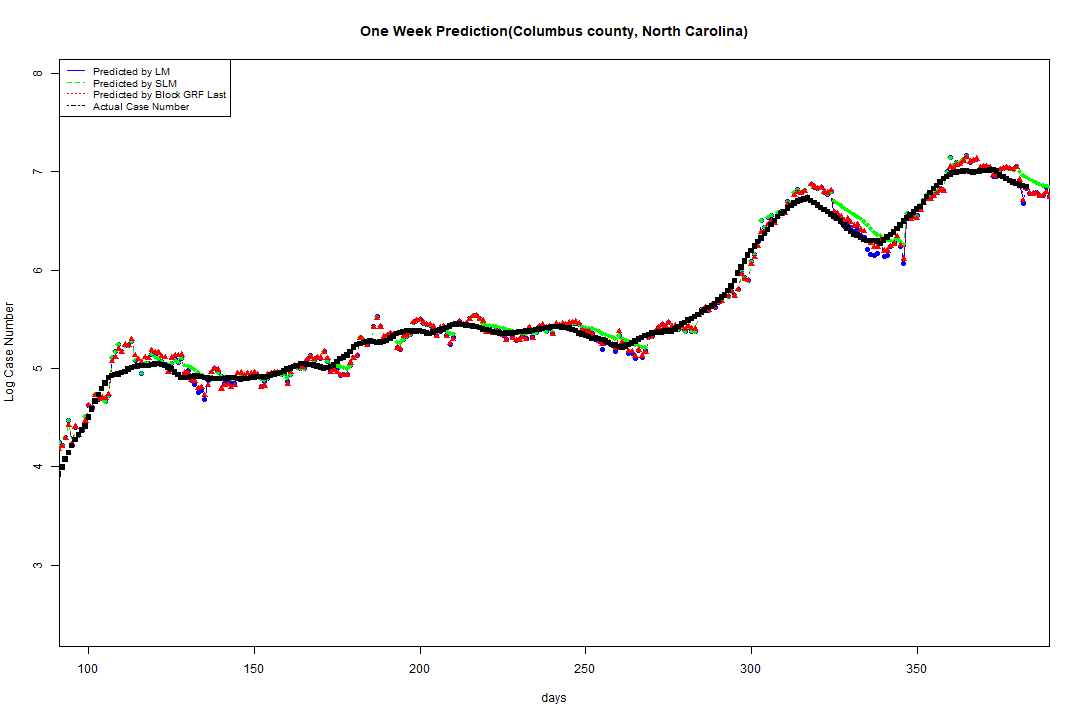 One Week Prediction(Columbus county, North Carolina)
Predicted by LM
Predicted by SLM
Predicted by Block GRF Last
Actual Case Number
8
7
6
5
4
3
Log Case Number
100 150 200 250 300 350
days